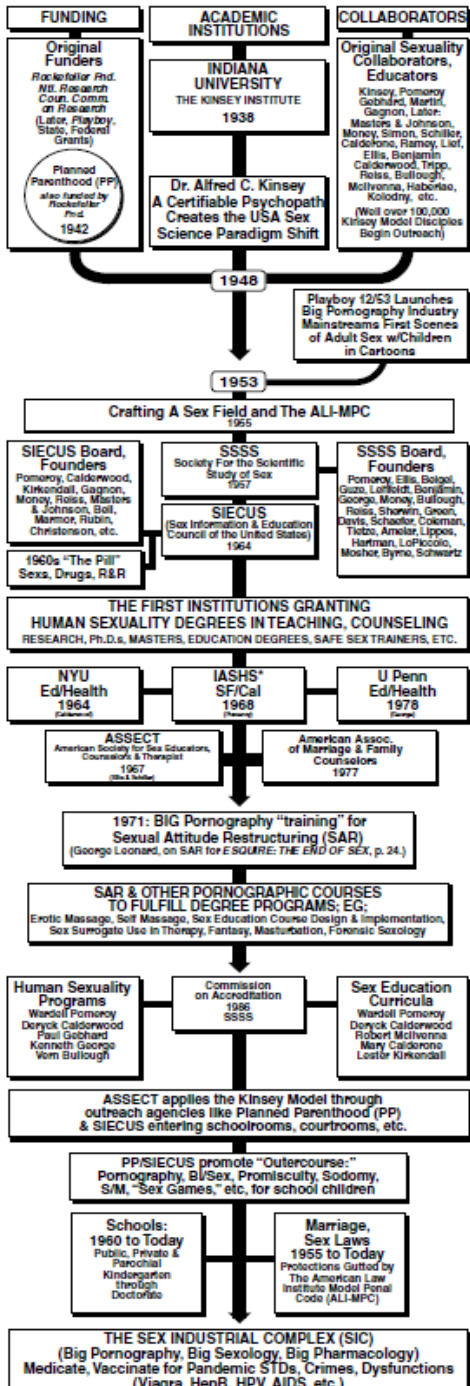 FUNDING
Original
Funders
Rockefeller Fnd.
Ntl. Research
Coun. Comm.
on Research
(Later, Playboy,
State, Federal
Grants)
Planned
Parenthood (PP)
also funded by
Rockefeller
Fnd.
1942
ACADEMIC
INSTITUTIONS
INDIANA
UNIVERSITY
THE KINSEY INSTITUTE
1938
Dr. Alfred C. Kinsey
A Certifiable Psychopath
Creates the USA Sex
Science Paradigm Shift
COLLABORATORS
Original Sexuality
Collaborators,
Educators
Kinsey, Pomeroy
Gebhard, Martin,
Gagnon, Later:
Masters & Johnson,
Money, Simon, Schiller,
Calderone, Ramey, Lief,
Ellis, Benjamin
Calderwood, Tripp,
Reiss, Bullough,
McIlvenna, Haberlae,
Kolodny, etc.
(Well over 100,000
Kinsey Model Disciples
Begin Outreach)
1948
Playboy 12/53 Launches
Big Pornography Industry
Mainstreams First Scenes
of Adult Sex w/Children
in Cartoons
1953
Crafting A Sex Field and The ALI-MPC
1955
SIECUS Board,
Founders
Pomeroy, Calderwood,
Kirkendall, Gagnon,
Money, Reiss, Masters
& Johnson, Bell,
Marmor, Rubin,
Christenson, etc.
1960s "The Pill"
Sexs, Drugs, R&R
SSSS
Society For the Scientific
Study of Sex
1957
SIECUS
(Sex Information & Education
Council of the United States)
1964
SSSS Board,
Founders
Pomeroy, Ellis, Beigel,
Guze, Lehfeldt, Benjamin,
George, Money, Bullough,
Reiss, Sherwin, Green,
Davis, Schaefer, Coleman,
Tietze, Amelar, Lippes,
Hartman, LoPiccolo,
Mosher, Byrne, Schwartz
THE FIRST INSTITUTIONS GRANTING
HUMAN SEXUALITY DEGREES IN TEACHING, COUNSELING
RESEARCH, Ph.D.s, MASTERS, EDUCATION DEGREES, SAFE SEX TRAINERS, ETC.
NYU
Ed/Health
1964
(Calderwood)
IASHS*
SF/Cal
1968
(Pomeroy)
U Penn
Ed/Health
1978
(George)
ASSECT
American Society for Sex Educators,
Counselors & Therapist
1967
(Ellis & Schiller)
American Assoc.
of Marriage & Family
Counselors
1977
1971: BIG Pornography "training" for
Sexual Attitude Restructuring (SAR)
(George Leonard, on SAR for ESQUIRE: THE END OF SEX, p. 24.)
SAR & OTHER PORNOGRAPHIC COURSES
TO FULFILL DEGREE PROGRAMS; EG;
Erotic Massage, Self Massage, Sex Education Course Design & Implementation,
Sex Surrogate Use in Therapy, Fantasy, Masturbation, Forensic Sexology
Human Sexuality
Programs
Wardell Pomeroy
Deryck Calderwood
Paul Gebhard
Kenneth George
Vern Bullough
Commission
on Accreditation
1986
SSSS
Sex Education
Curricula
Wardell Pomeroy
Deryck Calderwood
Robert McIlvenna
Mary Calderone
Lester Kirkendall
ASSECT applies the Kinsey Model through
outreach agencies like Planned Parenthood (PP)
& SIECUS entering schoolrooms, courtrooms, etc.
PP/SIECUS promote "Outercourse:"
Pornography, BI/Sex, Promiscuity, Sodomy,
S/M, "Sex Games," etc, for school children
Schools:
1960 to Today
Public, Private &
Parochial
Kindergarten
through
Doctorate
Marriage,
Sex Laws
1955 to Today
Protections Gutted by
The American Law
Institute Model Penal
Code (ALI-MPC)
THE SEX INDUSTRIAL COMPLEX (SIC)
(Big Pornography, Big Sexology, Big Pharmacology)
Medicate, Vaccinate for Pandemic STDs, Crimes, Dysfunctions
(Viagra, HepB, HPV, AIDS, etc.)